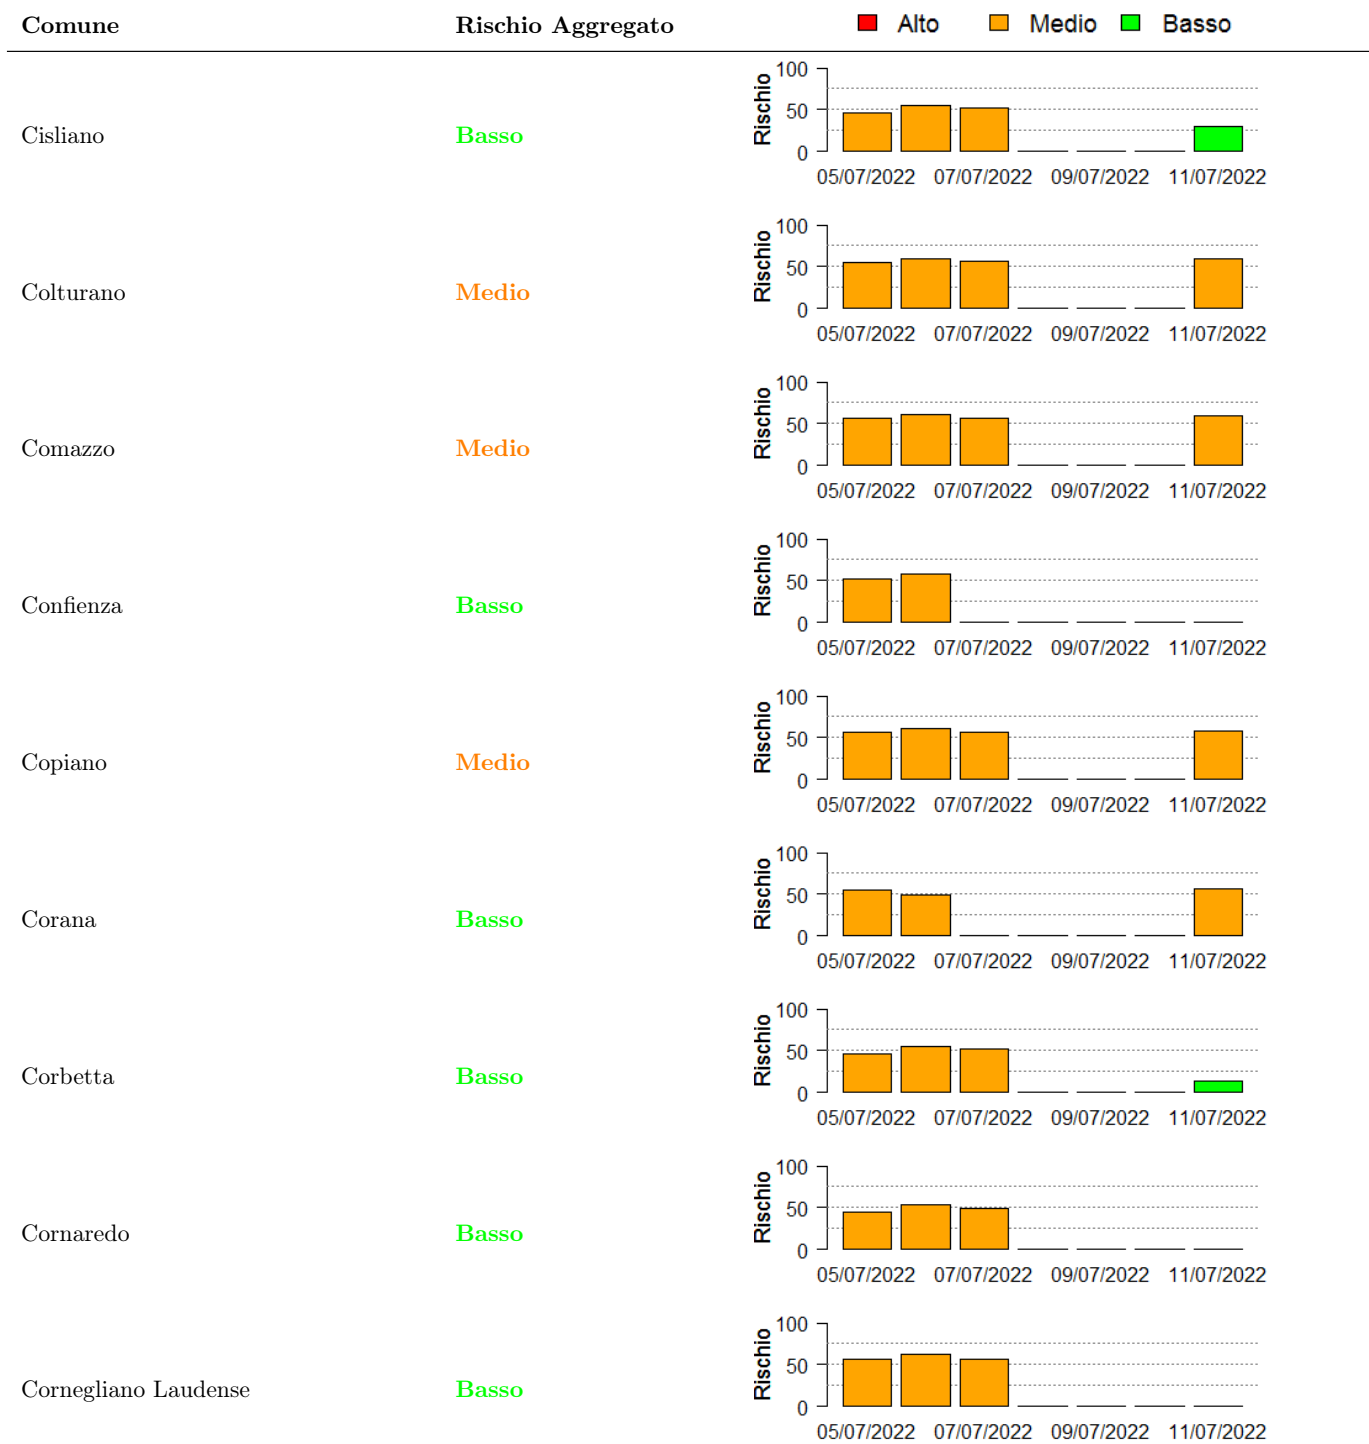 Comune Rischio Aggregato Alto Medio Basso
Cisliano Basso
Rischio
100
50
0
05/07/2022 07/07/2022 09/07/2022 11/07/2022
Colturano Medio
Rischio
100
50
0
05/07/2022 07/07/2022 09/07/2022 11/07/2022
Comazzo Medio
Rischio
100
50
0
05/07/2022 07/07/2022 09/07/2022 11/07/2022
Confienza Basso
Rischio
100
50
0
05/07/2022 07/07/2022 09/07/2022 11/07/2022
Copiano Medio
Rischio
100
50
0
05/07/2022 07/07/2022 09/07/2022 11/07/2022
Corana Basso
Rischio
100
50
0
05/07/2022 07/07/2022 09/07/2022 11/07/2022
Corbetta Basso
Rischio
100
50
0
05/07/2022 07/07/2022 09/07/2022 11/07/2022
Cornaredo Basso
Rischio
100
50
0
05/07/2022 07/07/2022 09/07/2022 11/07/2022
Cornegliano Laudense Basso
Rischio
100
50
0
05/07/2022 07/07/2022 09/07/2022 11/07/2022